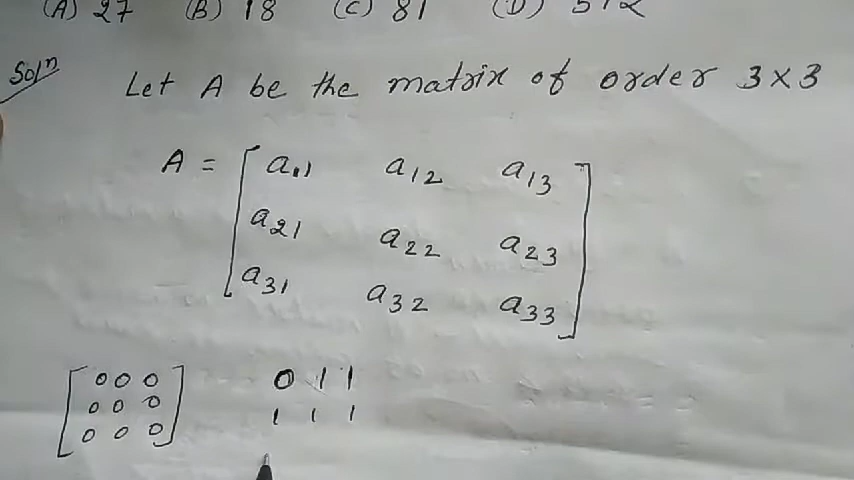 (A) 27 (B) 18 (C) 81 (D) 512
Solⁿ Let A be the matrix of order 3×3
A = [ a₁₁ a₁₂ a₁₃
a₂₁ a₂₂ a₂₃
a₃₁ a₃₂ a₃₃ ]
[ 0 0 0 ] 0 1 1
0 0 0 1 1 1
0 0 0